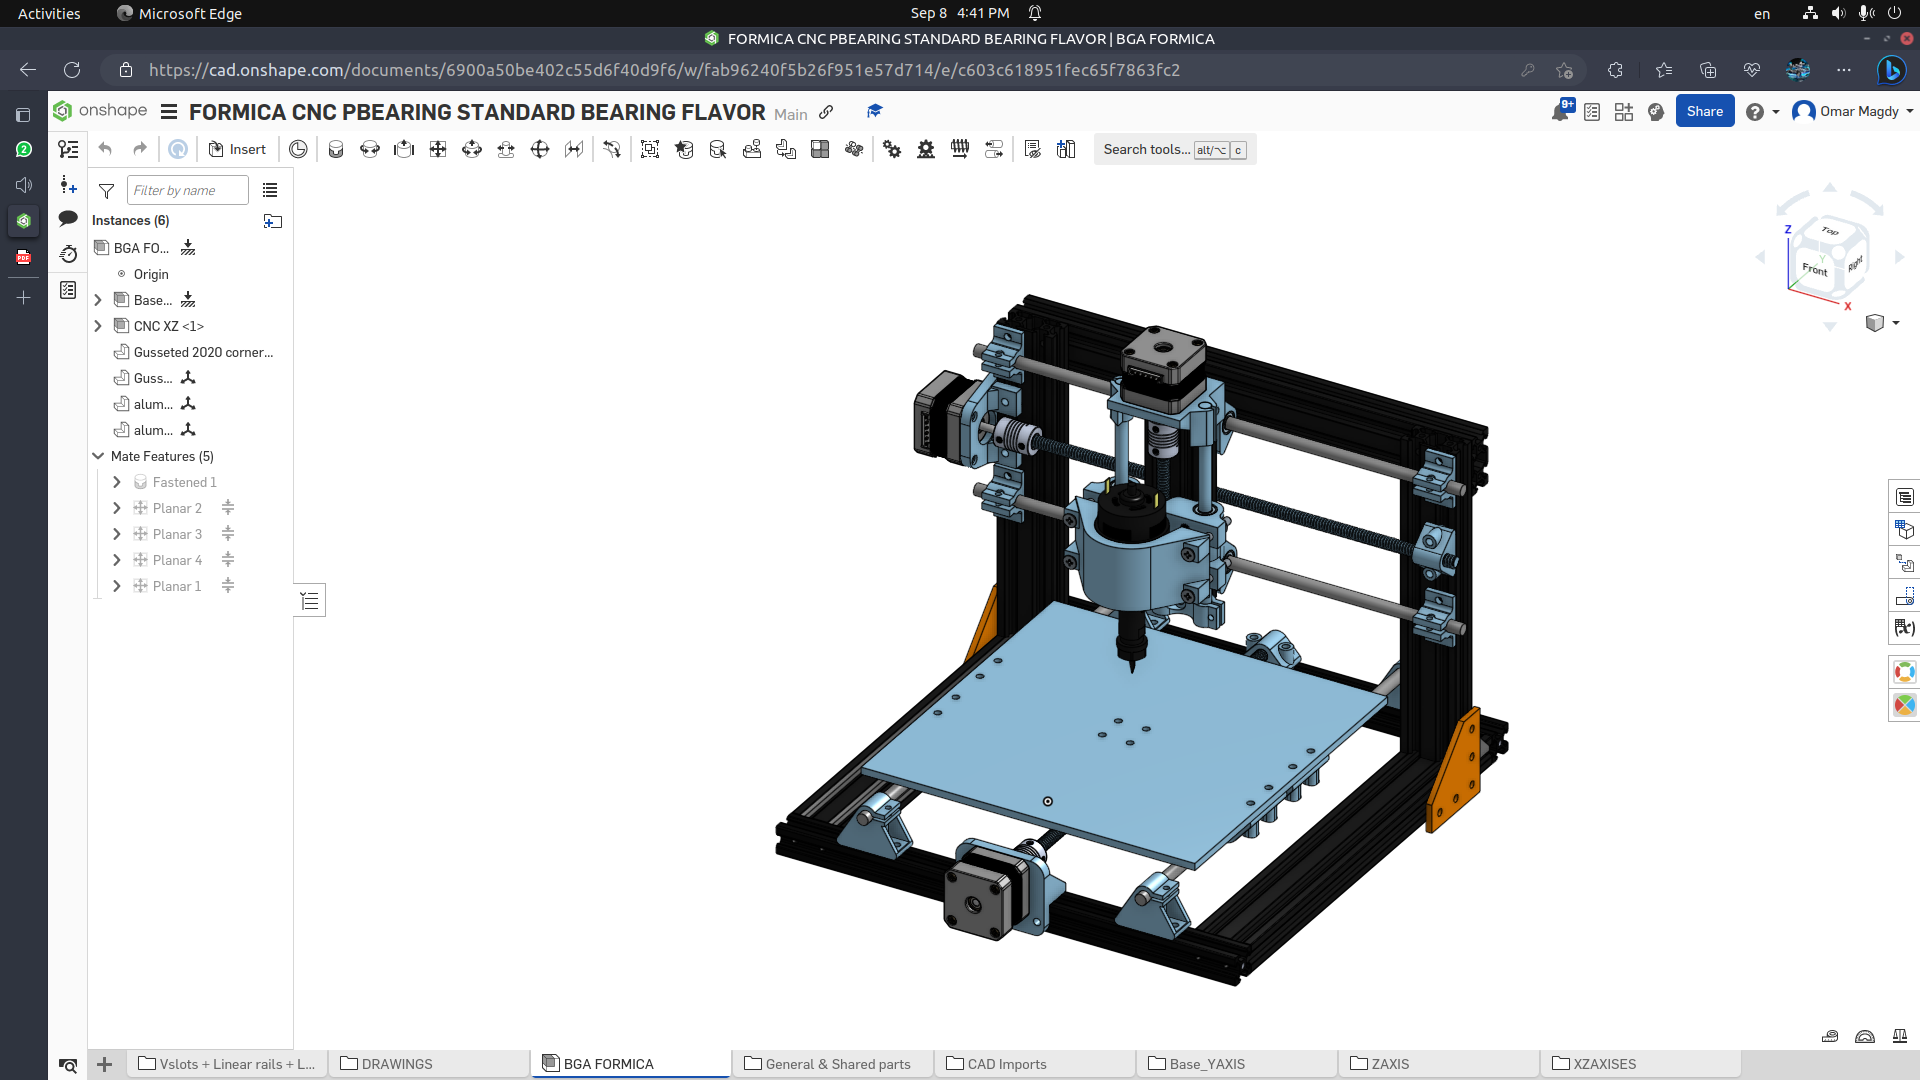 Activities
Microsoft Edge
Sep 8 4:41 PM
en
FORMICA CNC PBEARING STANDARD BEARING FLAVOR | BGA FORMICA
https://cad.onshape.com/documents/6900a50be402c55d6f40d9f6/w/fab96240f5b26f951e57d714/e/c603c618951fec65f7863fc2
onshape
FORMICA CNC PBEARING STANDARD BEARING FLAVOR Main
9+
Share
Omar Magdy
2
Insert
Search tools... alt/⌥ c
Filter by name
PDF
Instances (6)
BGA FO...
Origin
Base...
CNC XZ <1>
Gusseted 2020 corner...
Guss...
alum...
alum...
Mate Features (5)
Fastened 1
Planar 2
Planar 3
Planar 4
Planar 1
Z
Top
Y
Front
Right
X
(x)
Vslots + Linear rails + L...
DRAWINGS
BGA FORMICA
General & Shared parts
CAD Imports
Base_YAXIS
ZAXIS
XZAXISES